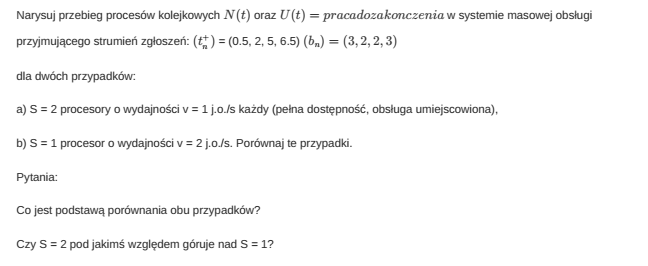 Narysuj przebieg procesów kolejkowych N(t) oraz U(t) = pracadozakonczenia w systemie masowej obsługi
przyjmującego strumień zgłoszeń: (t_n^+) = (0.5, 2, 5, 6.5) (b_n) = (3, 2, 2, 3)
dla dwóch przypadków:
a) S = 2 procesory o wydajności v = 1 j.o./s każdy (pełna dostępność, obsługa umiejscowiona),
b) S = 1 procesor o wydajności v = 2 j.o./s. Porównaj te przypadki.
Pytania:
Co jest podstawą porównania obu przypadków?
Czy S = 2 pod jakimś względem góruje nad S = 1?